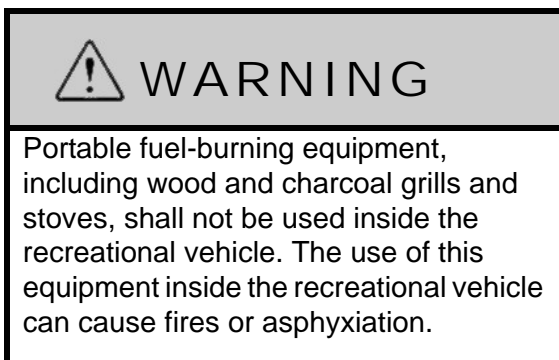 WARNING
Portable fuel-burning equipment,
including wood and charcoal grills and
stoves, shall not be used inside the
recreational vehicle. The use of this
equipment inside the recreational vehicle
can cause fires or asphyxiation.